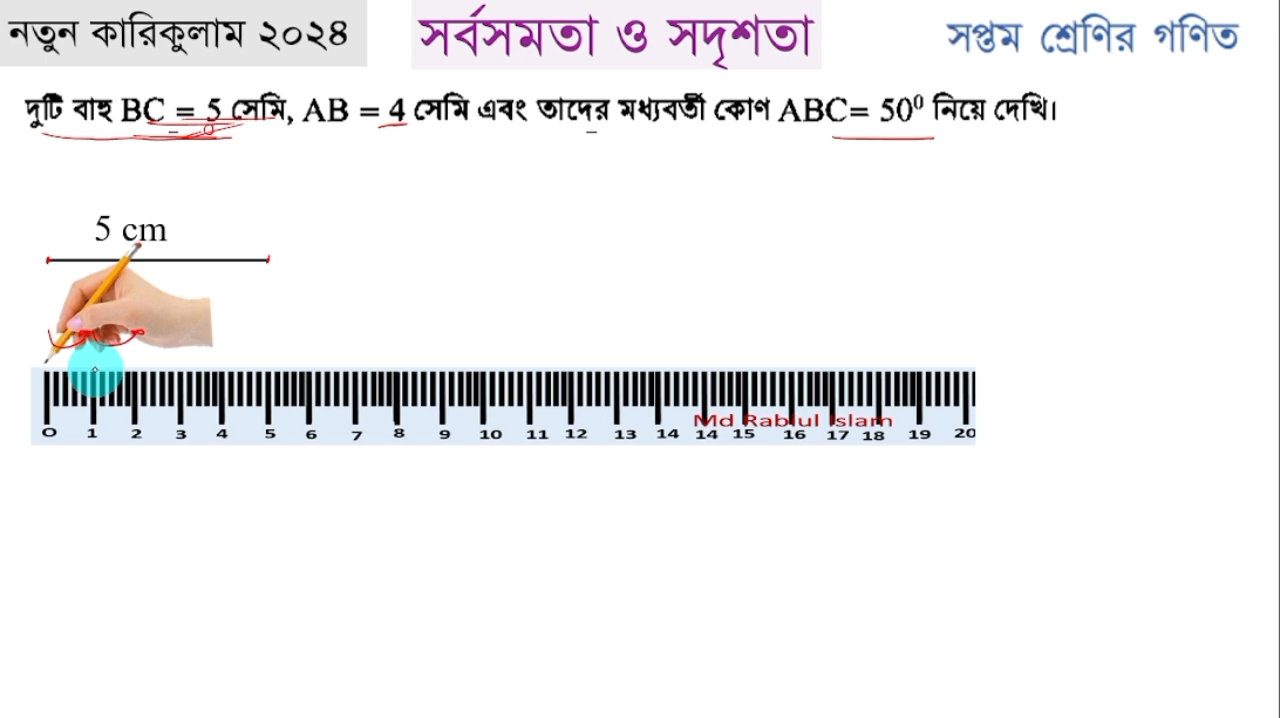 নতুন কারিকুলাম ২০২৪
সর্বসমতা ও সদৃশতা
সপ্তম শ্রেণির গণিত
দুটি বাহু BC = 5 সেমি, AB = 4 সেমি এবং তাদের মধ্যবর্তী কোণ ABC= 50⁰ নিয়ে দেখি।
5 cm
Md Rabiul Islam
0 1 2 3 4 5 6 7 8 9 10 11 12 13 14 14 15 16 17 18 19 20